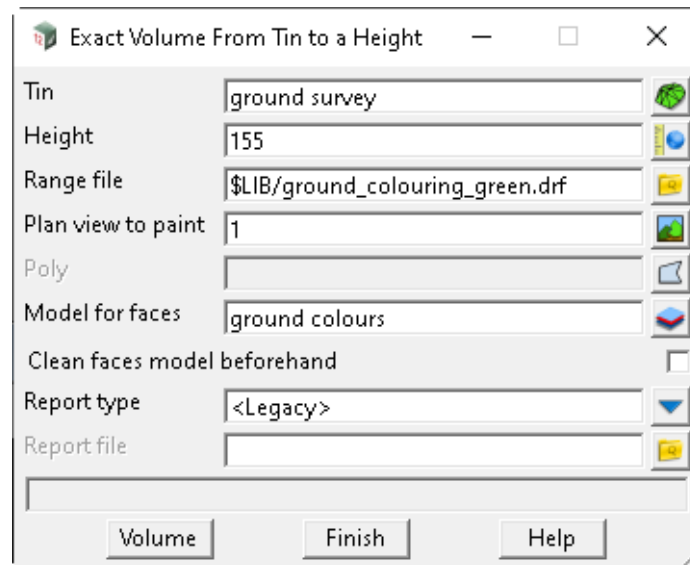 Exact Volume From Tin to a Height
Tin ground survey
Height 155
Range file $LIB/ground_colouring_green.drf
Plan view to paint 1
Poly
Model for faces ground colours
Clean faces model beforehand
Report type <Legacy>
Report file
Volume Finish Help